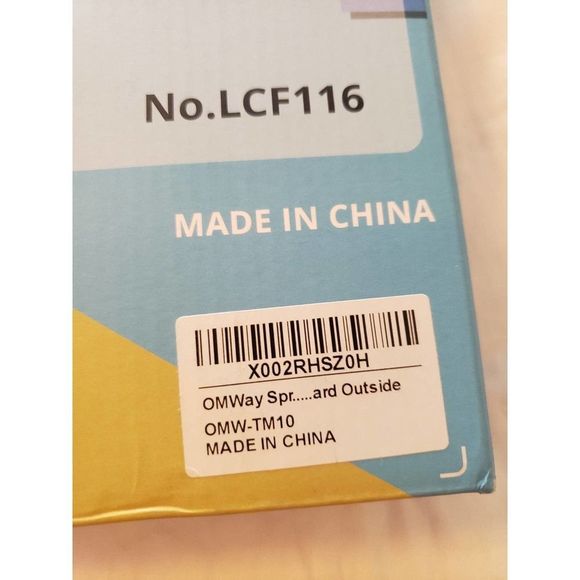 No.LCF116
MADE IN CHINA
X002RHSZ0H
OMWay Spr.....ard Outside
OMW-TM10
MADE IN CHINA